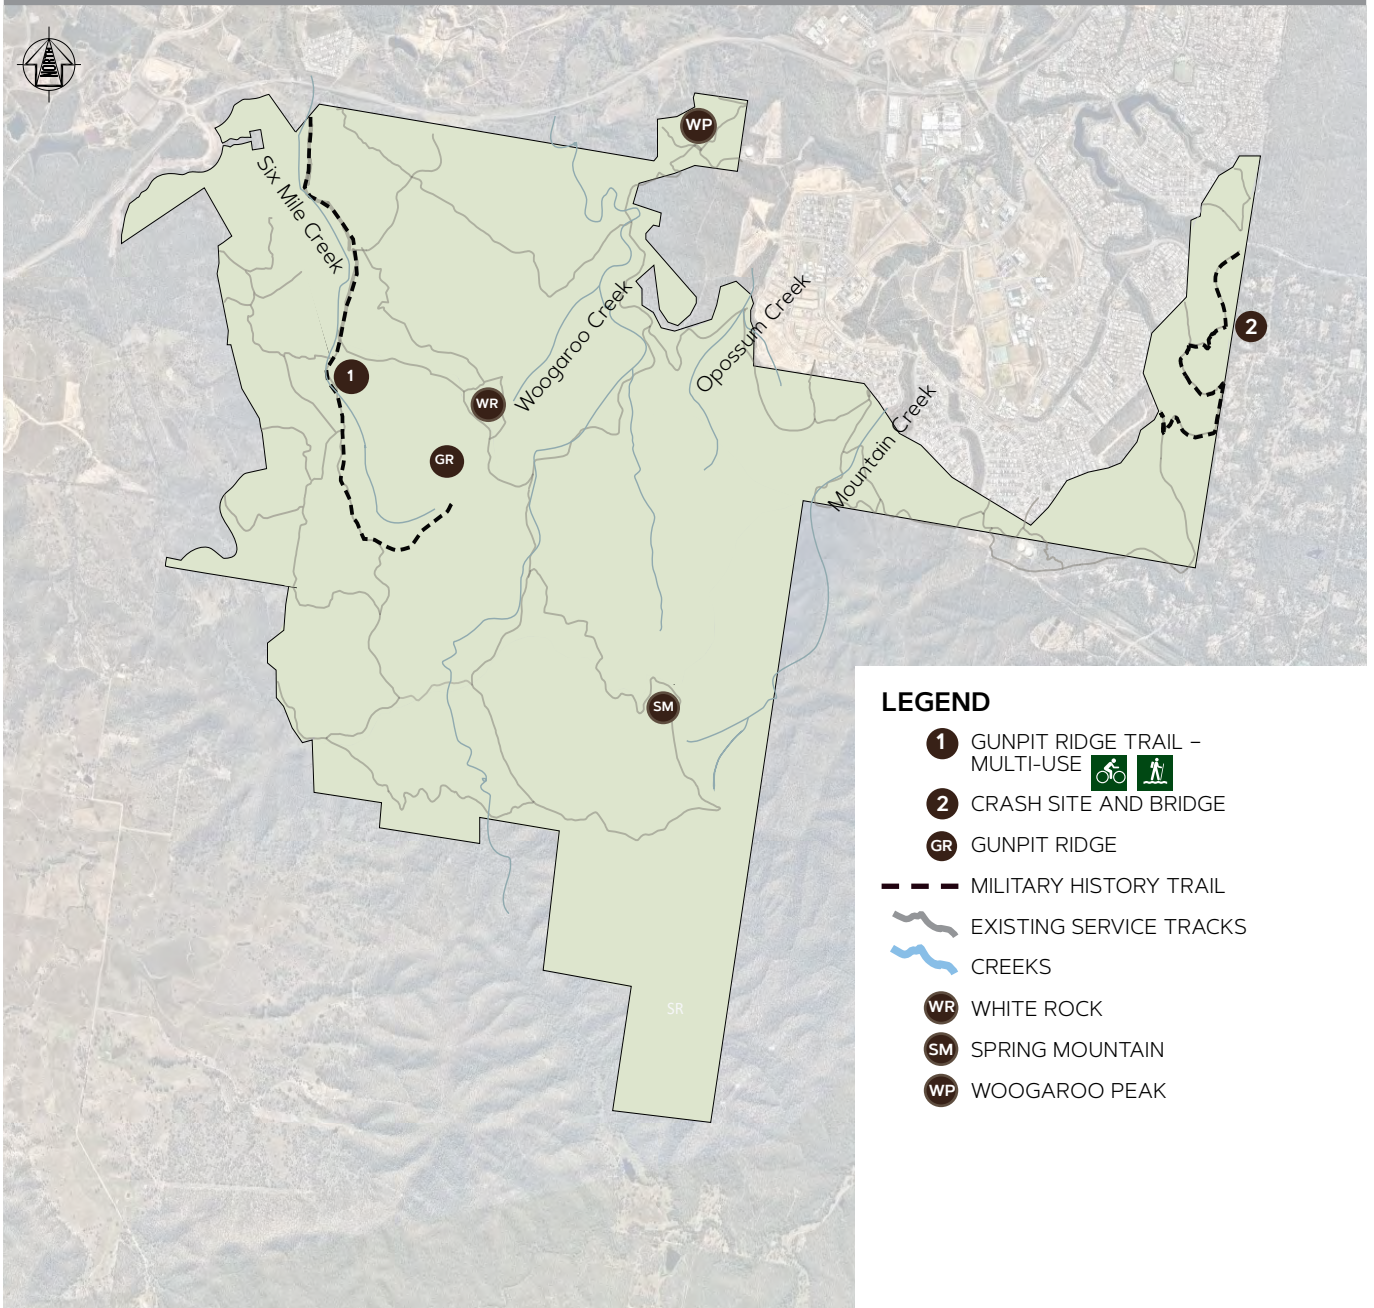 NORTH
WP
Six Mile Creek
2
1
Woogaroo Creek
Opossum Creek
WR
Mountain Creek
GR
SM
SR
LEGEND
1 GUNPIT RIDGE TRAIL –
MULTI-USE
2 CRASH SITE AND BRIDGE
GR GUNPIT RIDGE
MILITARY HISTORY TRAIL
EXISTING SERVICE TRACKS
CREEKS
WR WHITE ROCK
SM SPRING MOUNTAIN
WP WOOGAROO PEAK